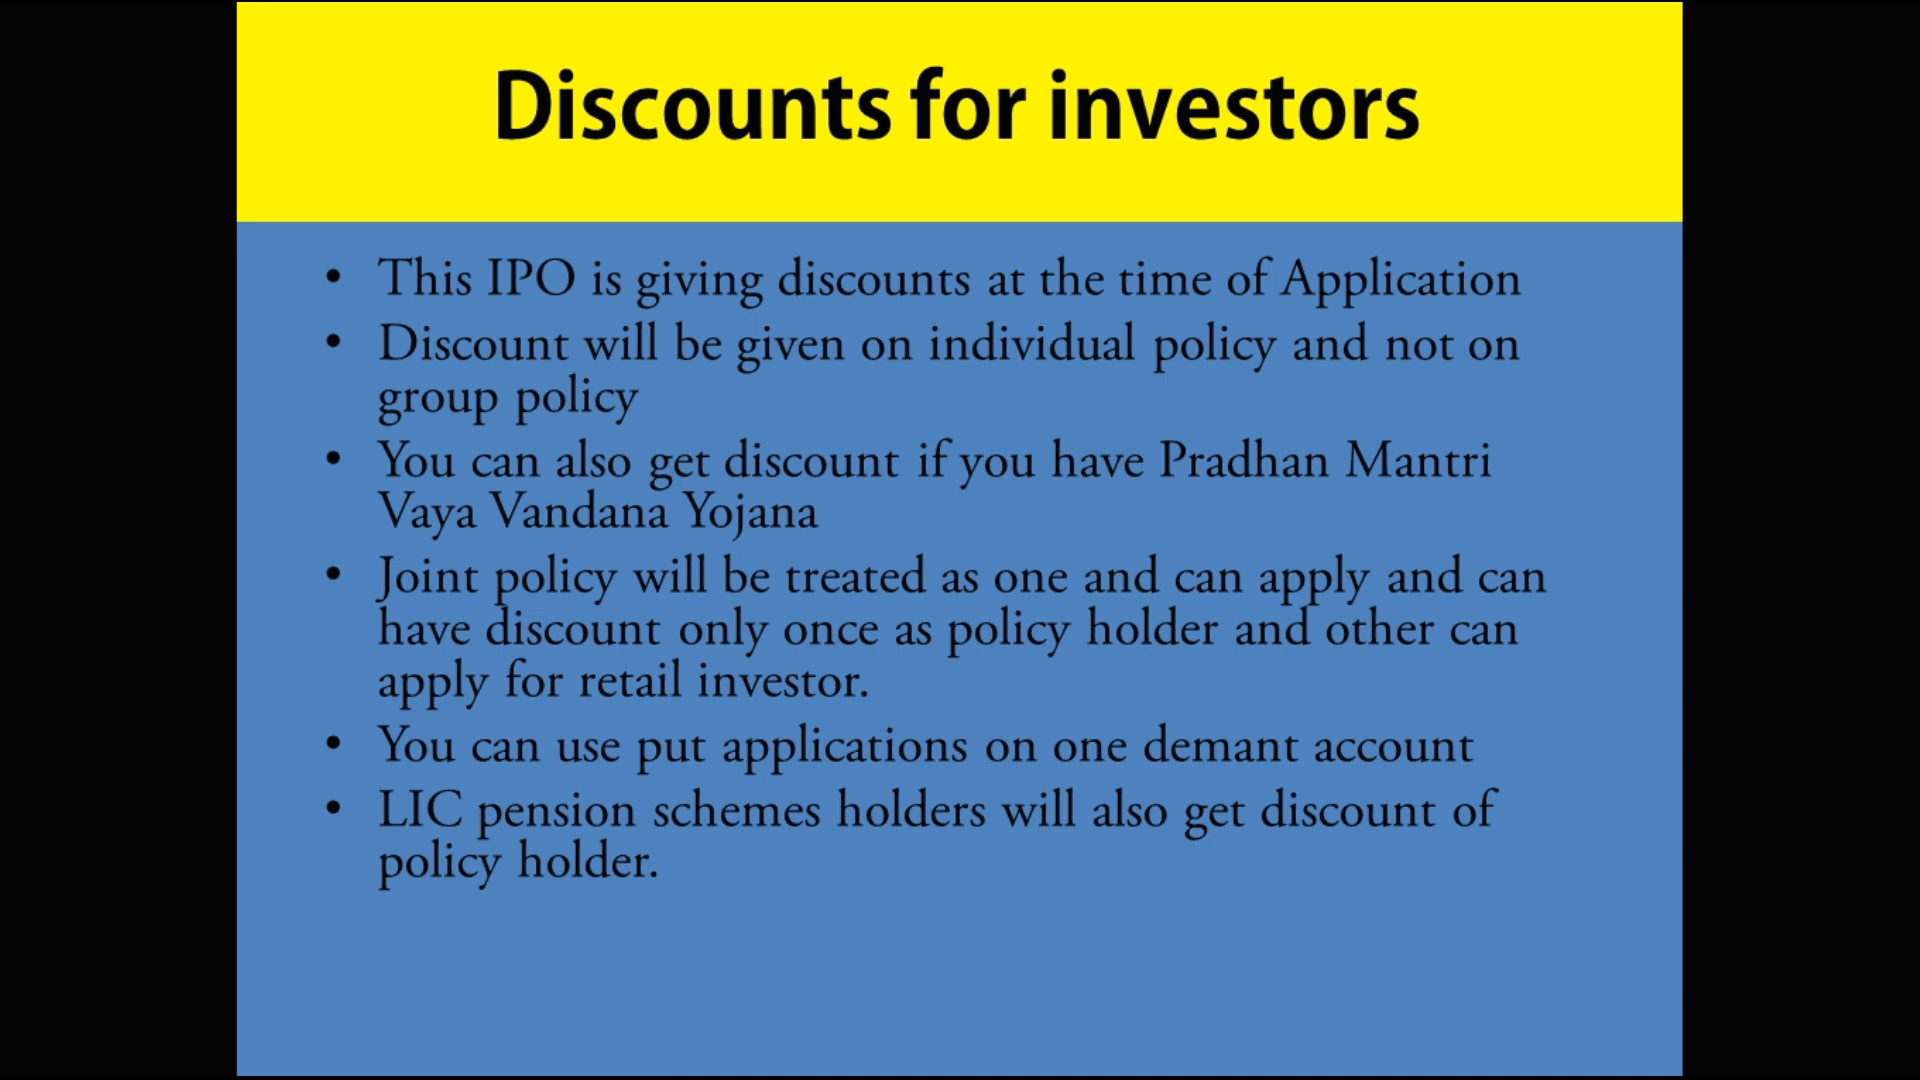 Discounts for investors
• This IPO is giving discounts at the time of Application
• Discount will be given on individual policy and not on
group policy
• You can also get discount if you have Pradhan Mantri
Vaya Vandana Yojana
• Joint policy will be treated as one and can apply and can
have discount only once as policy holder and other can
apply for retail investor.
• You can use put applications on one demant account
• LIC pension schemes holders will also get discount of
policy holder.